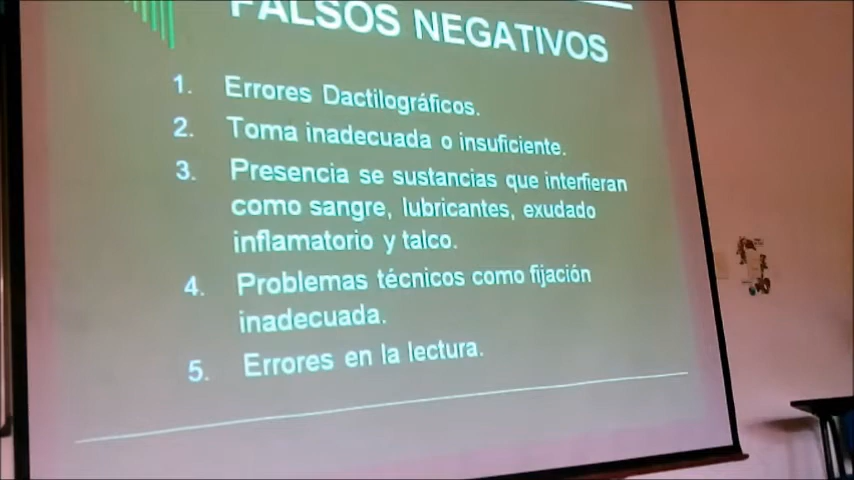 FALSOS NEGATIVOS
1. Errores Dactilográficos.
2. Toma inadecuada o insuficiente.
3. Presencia se sustancias que interfieran
como sangre, lubricantes, exudado
inflamatorio y talco.
4. Problemas técnicos como fijación
inadecuada.
5. Errores en la lectura.